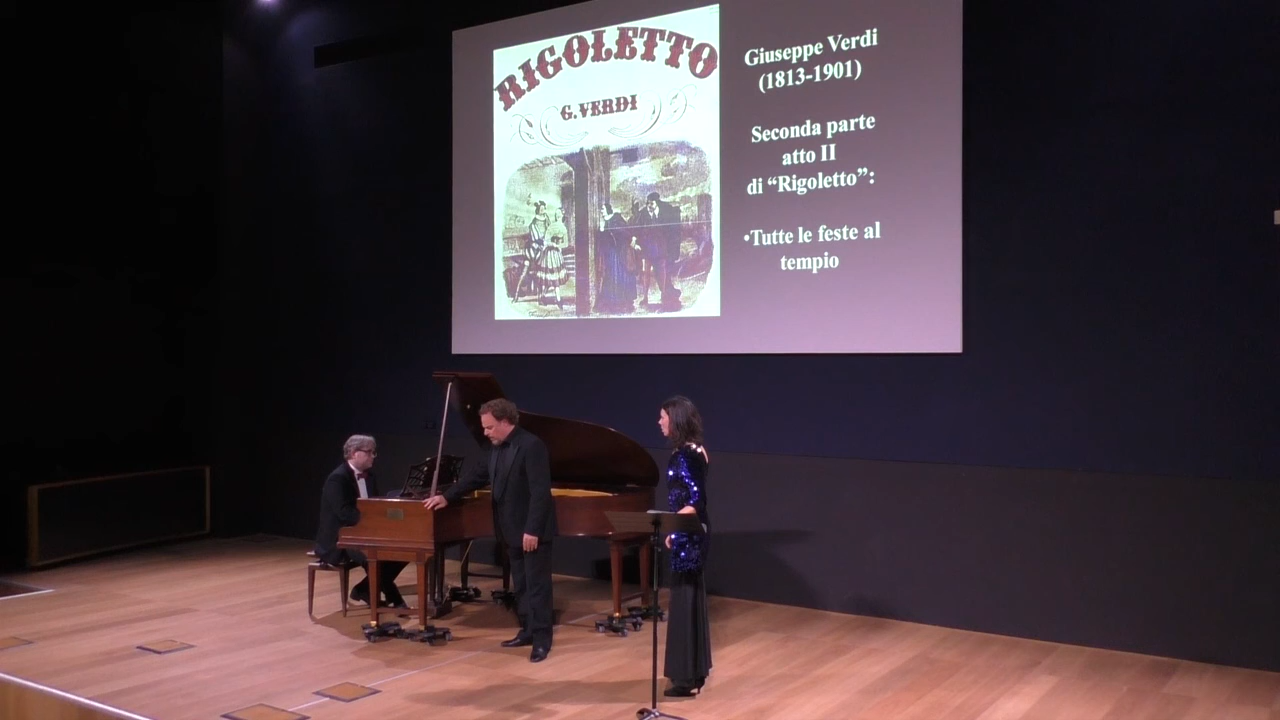 RIGOLETTO
G. VERDI
Giuseppe Verdi
(1813-1901)
Seconda parte
atto II
di “Rigoletto”:
•Tutte le feste al
tempio